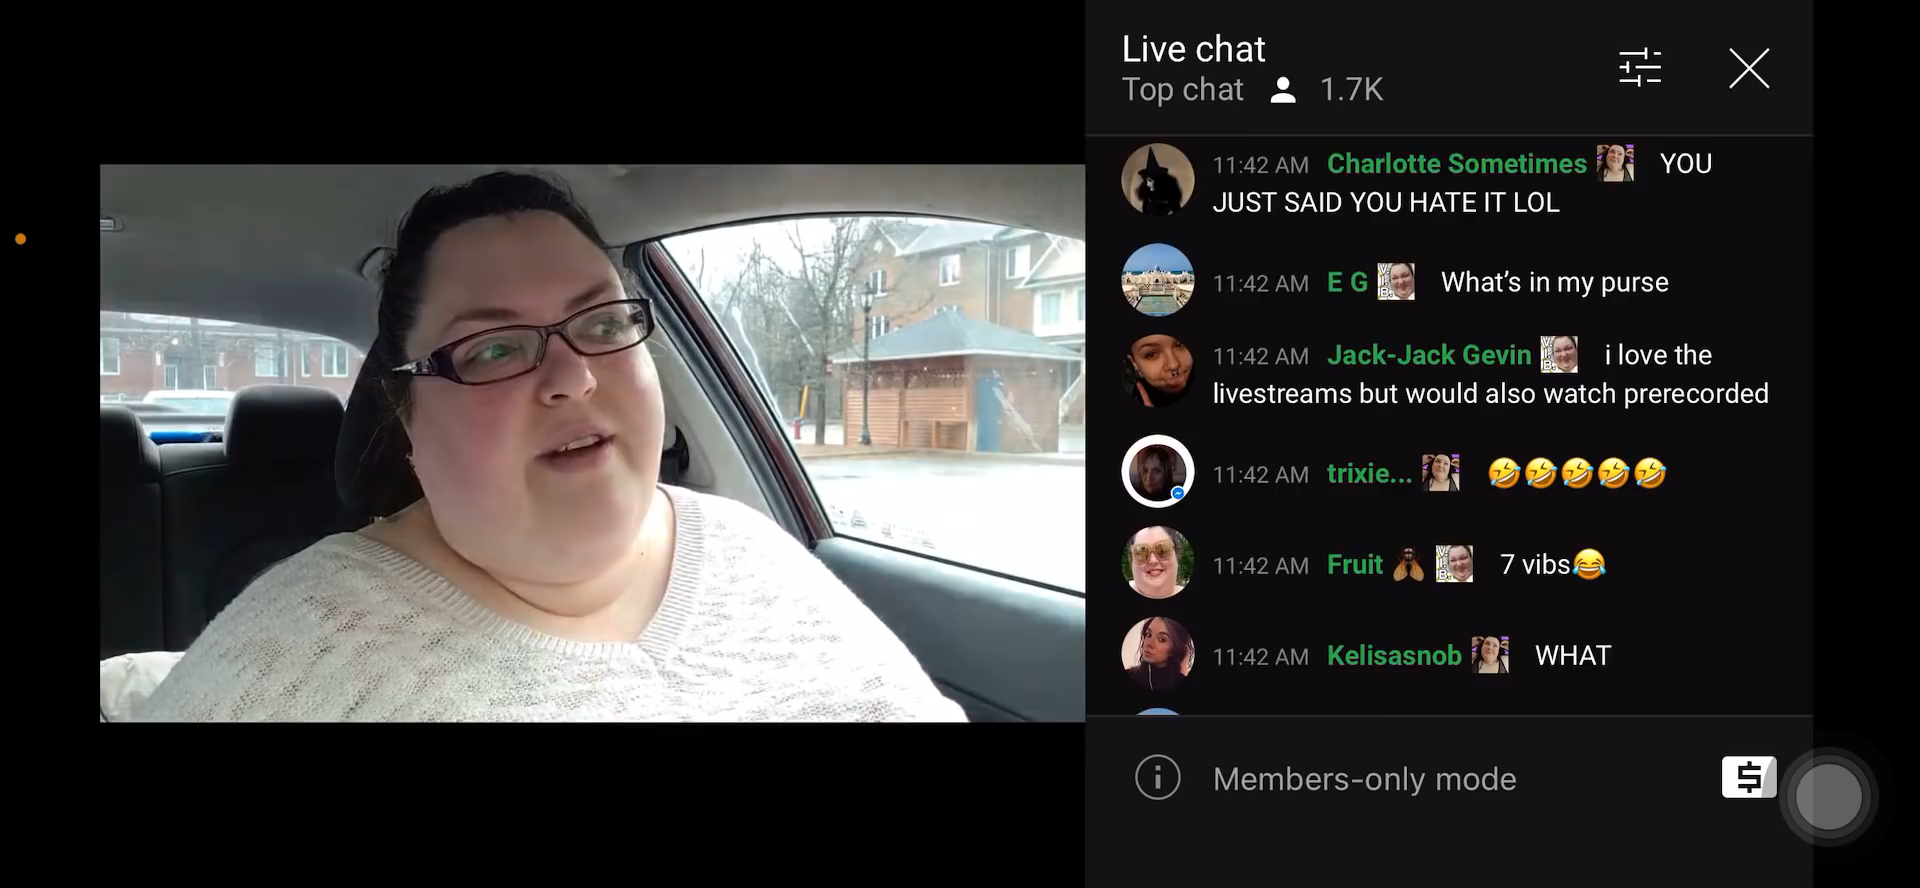 Live chat
Top chat 1.7K
11:42 AM Charlotte Sometimes YOU
JUST SAID YOU HATE IT LOL
11:42 AM E G What’s in my purse
11:42 AM Jack-Jack Gevin i love the
livestreams but would also watch prerecorded
11:42 AM trixie... 🤣🤣🤣🤣🤣
11:42 AM Fruit 7 vibs😂
11:42 AM Kelisasnob WHAT
Members-only mode